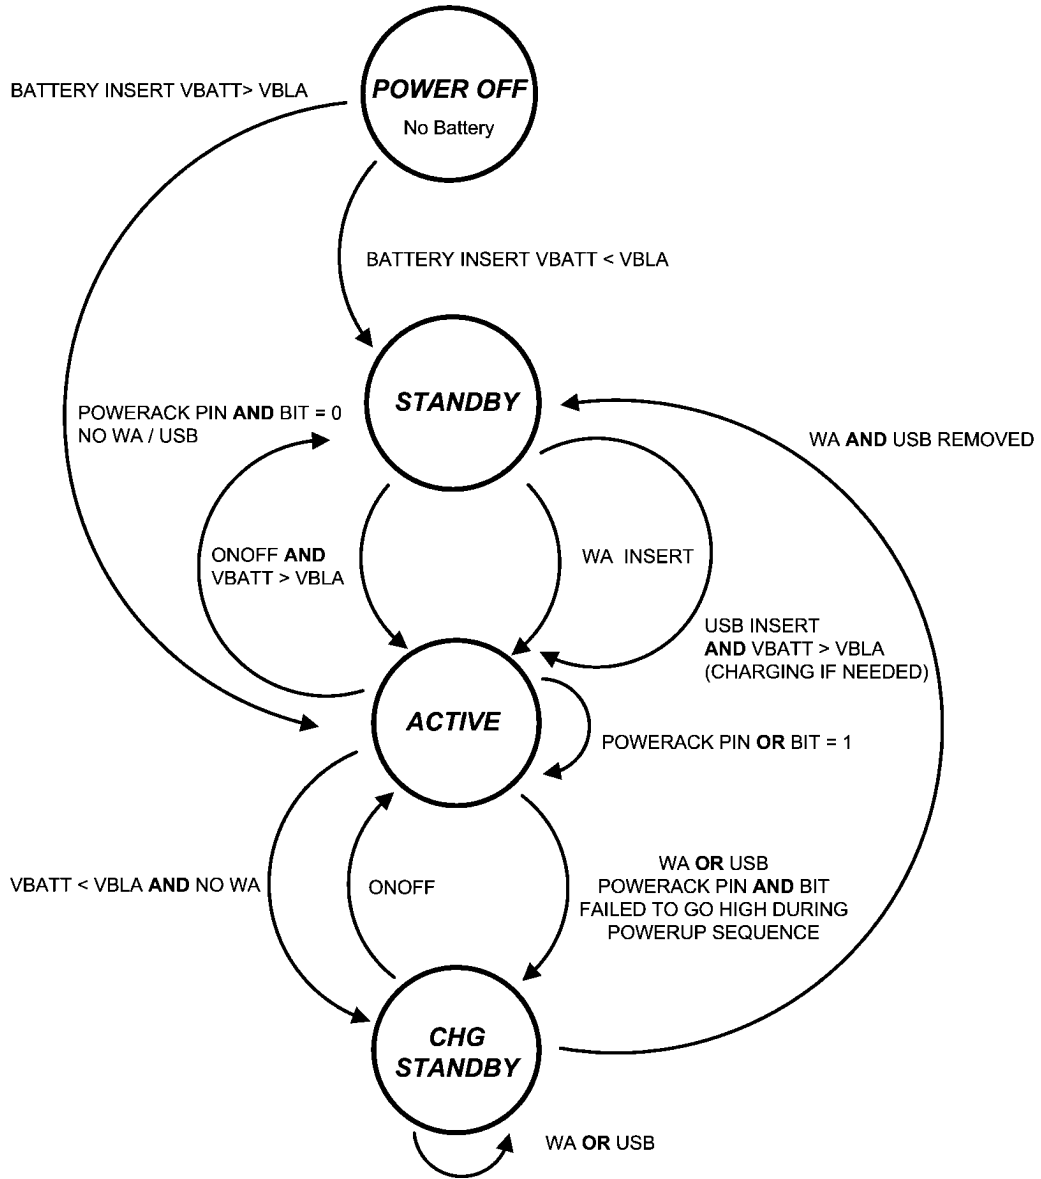 POWER OFF
No Battery
BATTERY INSERT VBATT> VBLA
BATTERY INSERT VBATT < VBLA
STANDBY
POWERACK PIN AND BIT = 0
NO WA / USB
WA AND USB REMOVED
ONOFF AND
VBATT > VBLA
WA INSERT
USB INSERT
AND VBATT > VBLA
(CHARGING IF NEEDED)
ACTIVE
POWERACK PIN OR BIT = 1
VBATT < VBLA AND NO WA
ONOFF
WA OR USB
POWERACK PIN AND BIT
FAILED TO GO HIGH DURING
POWERUP SEQUENCE
CHG
STANDBY
WA OR USB